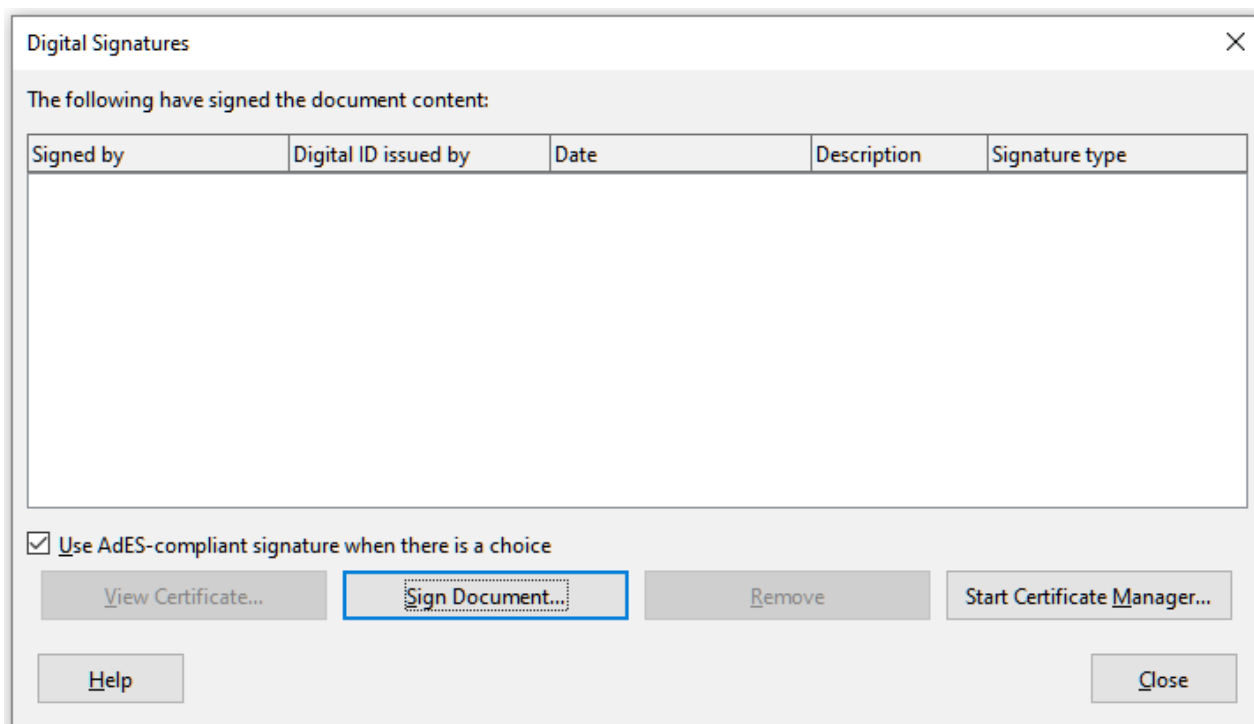 Digital Signatures
The following have signed the document content:
Signed by Digital ID issued by Date Description Signature type
Use AdES-compliant signature when there is a choice
View Certificate... Sign Document... Remove Start Certificate Manager...
Help Close